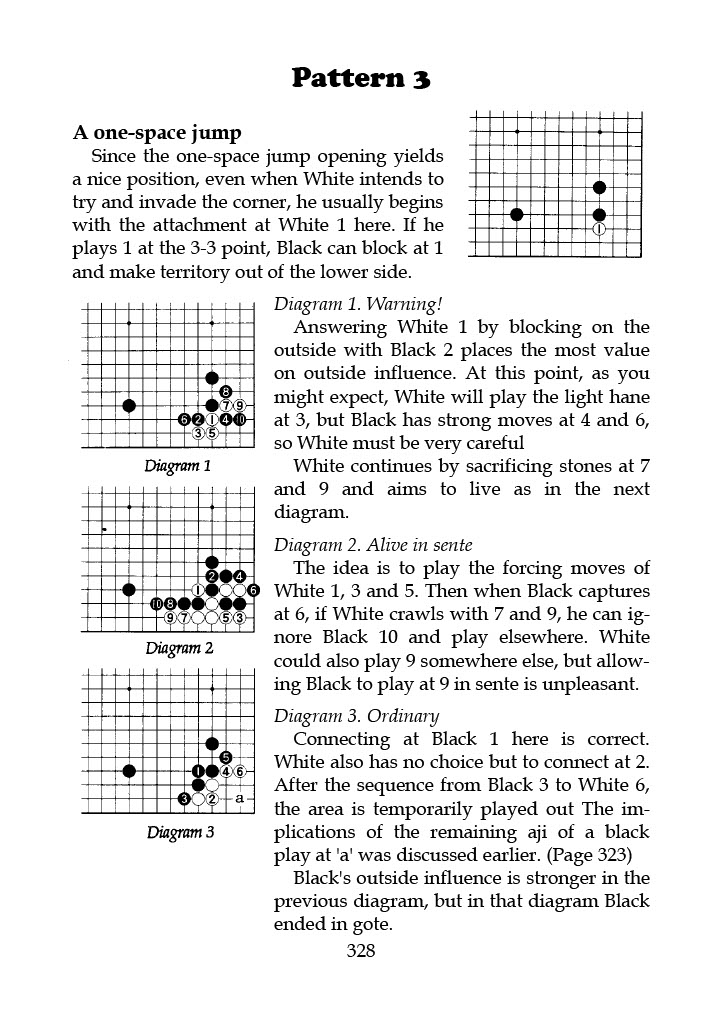 Pattern 3
A one-space jump
Since the one-space jump opening yields
a nice position, even when White intends to
try and invade the corner, he usually begins
with the attachment at White 1 here. If he
plays 1 at the 3-3 point, Black can block at 1
and make territory out of the lower side.
1
Diagram 1. Warning!
Answering White 1 by blocking on the
outside with Black 2 places the most value
on outside influence. At this point, as you
might expect, White will play the light hane
at 3, but Black has strong moves at 4 and 6,
so White must be very careful
White continues by sacrificing stones at 7
and 9 and aims to live as in the next
diagram.
8
7 9
6 2 1 4 10
3 5
Diagram 1
Diagram 2. Alive in sente
The idea is to play the forcing moves of
White 1, 3 and 5. Then when Black captures
at 6, if White crawls with 7 and 9, he can ig-
nore Black 10 and play elsewhere. White
could also play 9 somewhere else, but allow-
ing Black to play at 9 in sente is unpleasant.
2 4
1 6
10 8
9 7 5 3
Diagram 2
Diagram 3. Ordinary
Connecting at Black 1 here is correct.
White also has no choice but to connect at 2.
After the sequence from Black 3 to White 6,
the area is temporarily played out The im-
plications of the remaining aji of a black
play at 'a' was discussed earlier. (Page 323)
Black's outside influence is stronger in the
previous diagram, but in that diagram Black
ended in gote.
5
1 4 6
3 2 a
Diagram 3
328